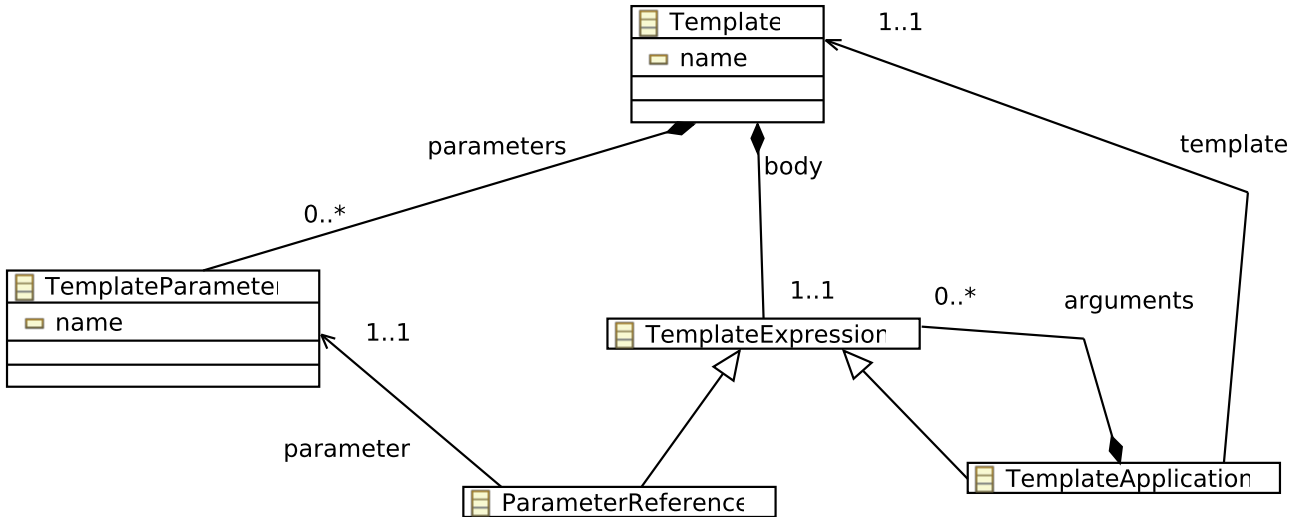 Template
1..1
name
template
parameters
body
0..*
TemplateParameter
1..1
0..*
arguments
name
1..1
TemplateExpression
parameter
TemplateApplication
ParameterReference